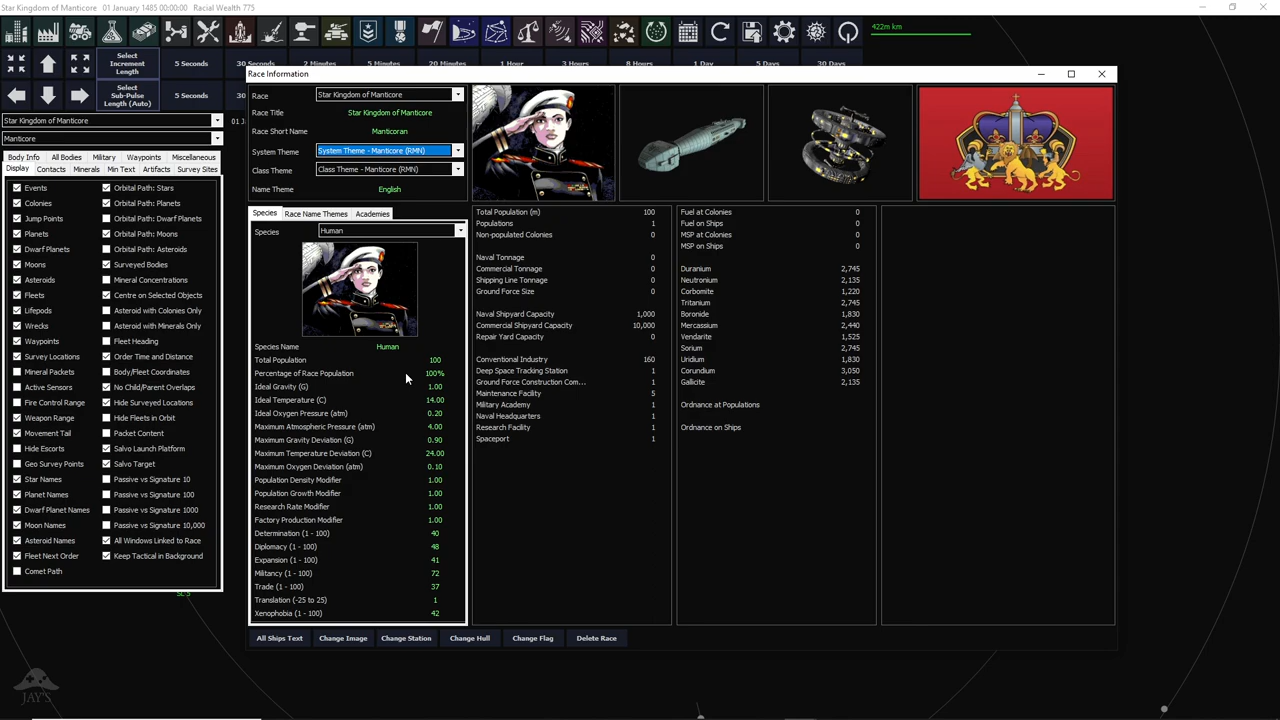 Star Kingdom of Manticore 01 January 1485 00:00:00 Racial Wealth 775
422m km
Select Increment Length
5 Seconds
30 Seconds
2 Minutes
5 Minutes
20 Minutes
1 Hour
3 Hours
8 Hours
1 Day
5 Days
30 Days
Select Sub-Pulse Length (Auto)
5 Seconds
30
Star Kingdom of Manticore
01 J
Manticore
Body Info All Bodies Military Waypoints Miscellaneous
Display Contacts Minerals Min Text Artifacts Survey Sites
Events Orbital Path: Stars
Colonies Orbital Path: Planets
Jump Points Orbital Path: Dwarf Planets
Planets Orbital Path: Moons
Dwarf Planets Orbital Path: Asteroids
Moons Surveyed Bodies
Asteroids Mineral Concentrations
Fleets Centre on Selected Objects
Lifepods Asteroid with Colonies Only
Wrecks Asteroid with Minerals Only
Waypoints Fleet Heading
Survey Locations Order Time and Distance
Mineral Packets Body/Fleet Coordinates
Active Sensors No Child/Parent Overlaps
Fire Control Range Hide Surveyed Locations
Weapon Range Hide Fleets in Orbit
Movement Tail Packet Content
Hide Escorts Salvo Launch Platform
Geo Survey Points Salvo Target
Star Names Passive vs Signature 10
Planet Names Passive vs Signature 100
Dwarf Planet Names Passive vs Signature 1000
Moon Names Passive vs Signature 10,000
Asteroid Names All Windows Linked to Race
Fleet Next Order Keep Tactical in Background
Comet Path
JAY'S
Race Information
Race Star Kingdom of Manticore
Race Title Star Kingdom of Manticore
Race Short Name Manticoran
System Theme System Theme - Manticore (RMN)
Class Theme Class Theme - Manticore (RMN)
Name Theme English
Species Race Name Themes Academies
Species Human
Species Name Human
Total Population 100
Percentage of Race Population 100%
Ideal Gravity (G) 1.00
Ideal Temperature (C) 14.00
Ideal Oxygen Pressure (atm) 0.20
Maximum Atmospheric Pressure (atm) 4.00
Maximum Gravity Deviation (G) 0.90
Maximum Temperature Deviation (C) 24.00
Maximum Oxygen Deviation (atm) 0.10
Population Density Modifier 1.00
Population Growth Modifier 1.00
Research Rate Modifier 1.00
Factory Production Modifier 1.00
Determination (1 - 100) 40
Diplomacy (1 - 100) 48
Expansion (1 - 100) 41
Militancy (1 - 100) 72
Trade (1 - 100) 37
Translation (-25 to 25) 1
Xenophobia (1 - 100) 42
Total Population (m) 100
Populations 1
Non-populated Colonies 0
Naval Tonnage 0
Commercial Tonnage 0
Shipping Line Tonnage 0
Ground Force Size 0
Naval Shipyard Capacity 1,000
Commercial Shipyard Capacity 10,000
Repair Yard Capacity 0
Conventional Industry 160
Deep Space Tracking Station 1
Ground Force Construction Com... 1
Maintenance Facility 5
Military Academy 1
Naval Headquarters 1
Research Facility 1
Spaceport 1
Fuel at Colonies 0
Fuel on Ships 0
MSP at Colonies 0
MSP on Ships 0
Duranium 2,745
Neutronium 2,135
Corbomite 1,220
Tritanium 2,745
Boronide 1,830
Mercassium 2,440
Vendarite 1,525
Sorium 2,745
Uridium 1,830
Corundium 3,050
Gallicite 2,135
Ordnance at Populations
Ordnance on Ships
All Ships Text Change Image Change Station Change Hull Change Flag Delete Race